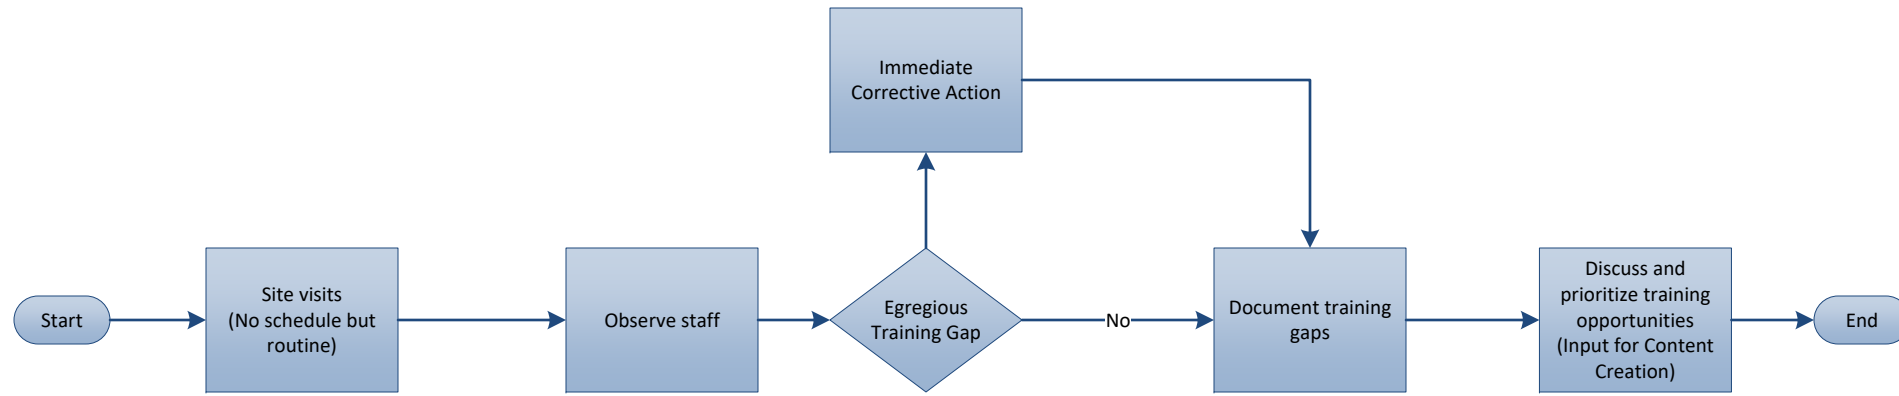 Immediate
Corrective Action
Start
Site visits
(No schedule but
routine)
Observe staff
Egregious
Training Gap
No
Document training
gaps
Discuss and
prioritize training
opportunities
(Input for Content
Creation)
End